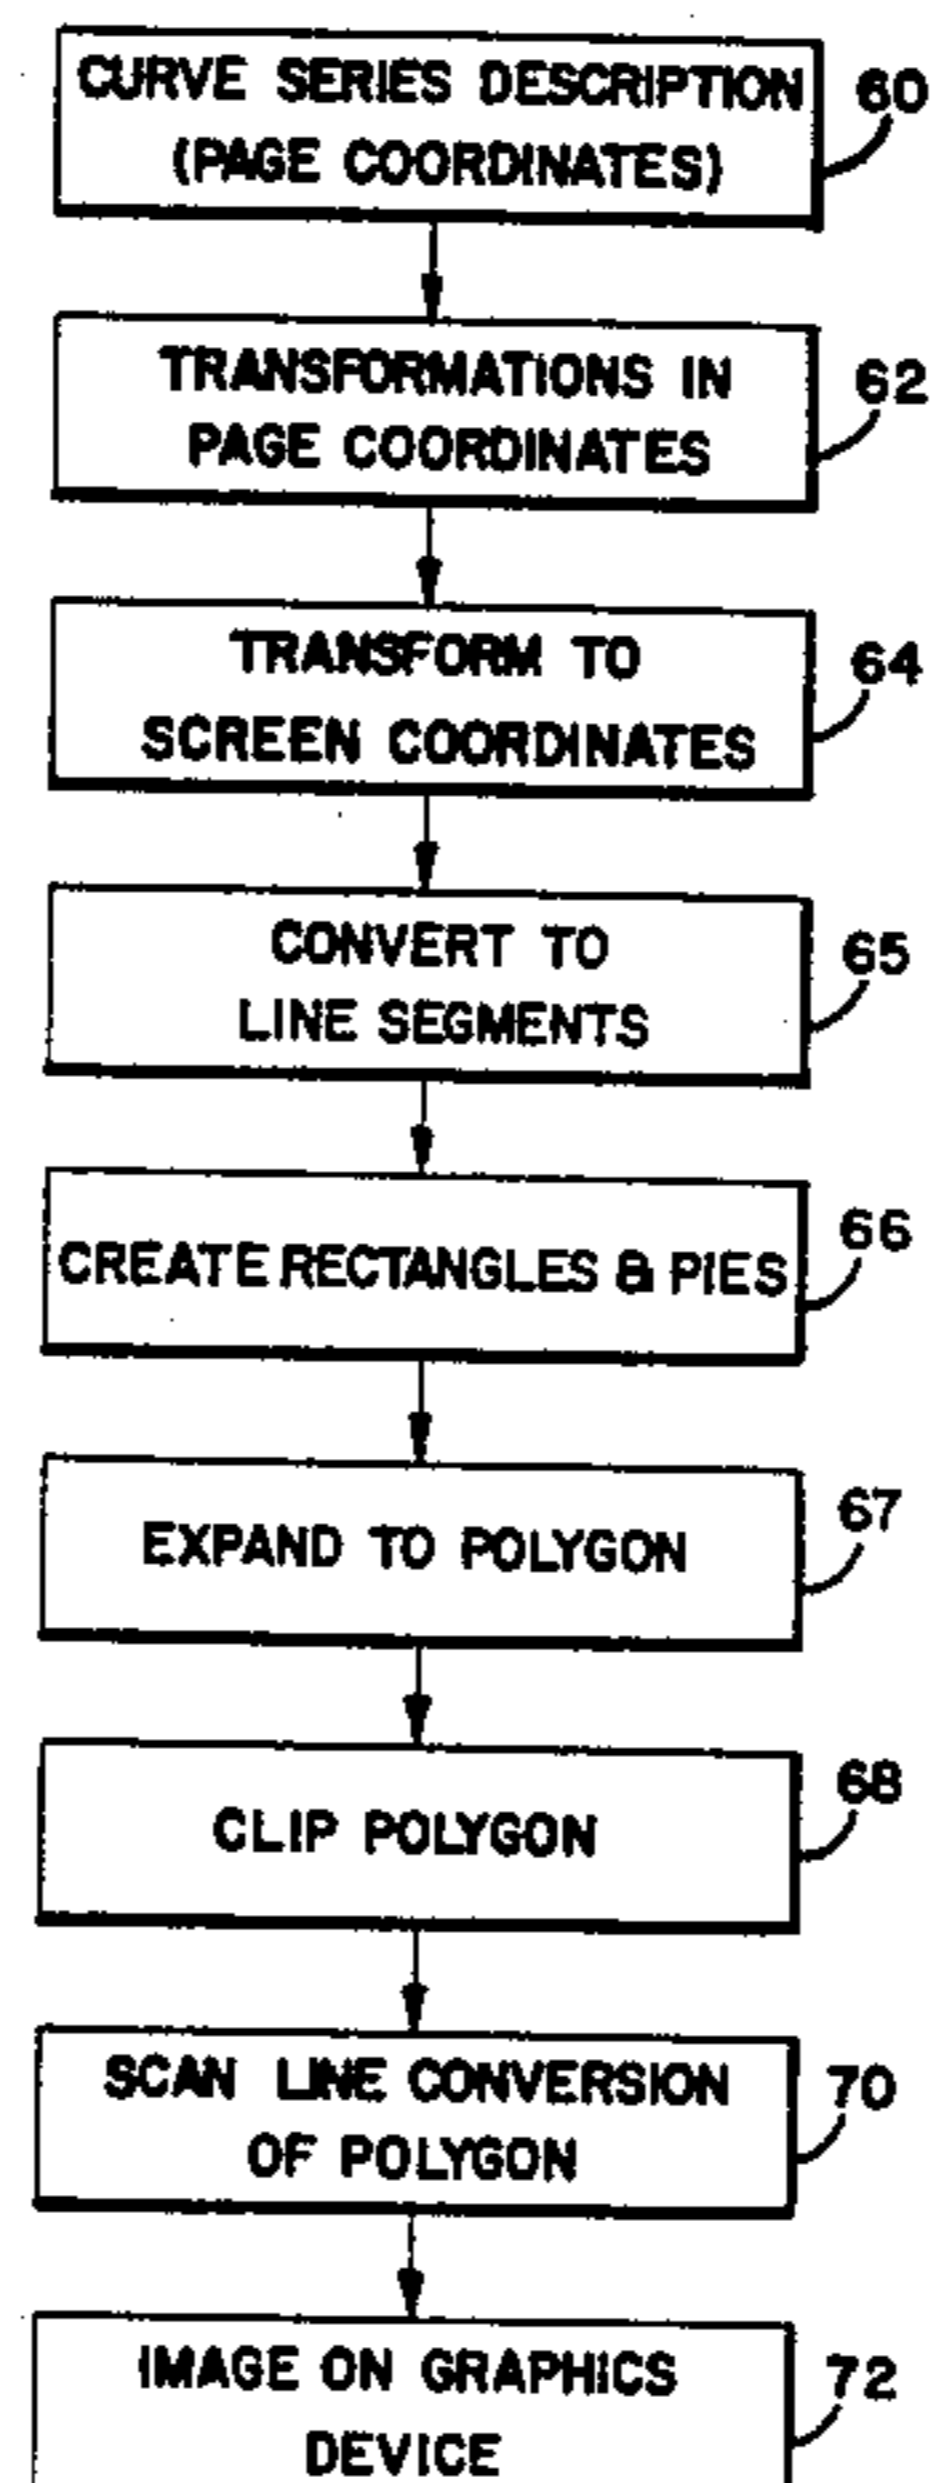 CURVE SERIES DESCRIPTION
(PAGE COORDINATES)
60
TRANSFORMATIONS IN
PAGE COORDINATES
62
TRANSFORM TO
SCREEN COORDINATES
64
CONVERT TO
LINE SEGMENTS
65
CREATE RECTANGLES & PIES
66
EXPAND TO POLYGON
67
CLIP POLYGON
68
SCAN LINE CONVERSION
OF POLYGON
70
IMAGE ON GRAPHICS
DEVICE
72